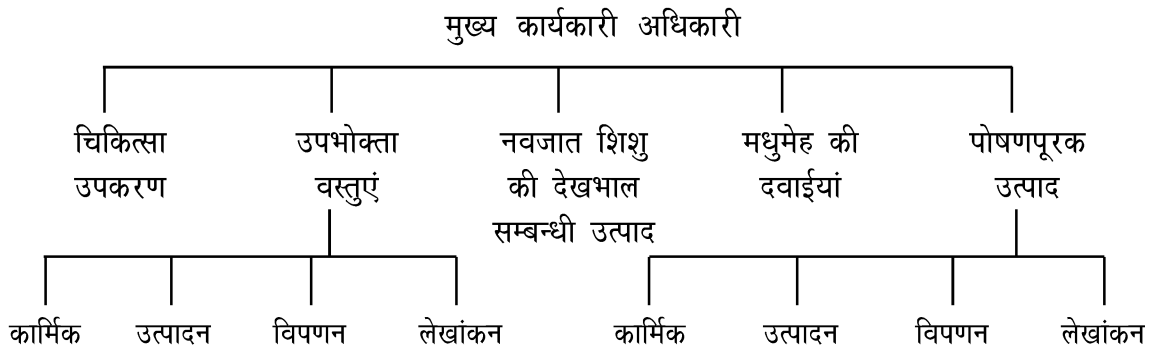 मुख्य कार्यकारी अधिकारी
चिकित्सा उपभोक्ता नवजात शिशु मधुमेह की पोषणपूरक
उपकरण वस्तुएं की देखभाल दवाईयां उत्पाद
सम्बन्धी उत्पाद
कार्मिक उत्पादन विपणन लेखांकन कार्मिक उत्पादन विपणन लेखांकन